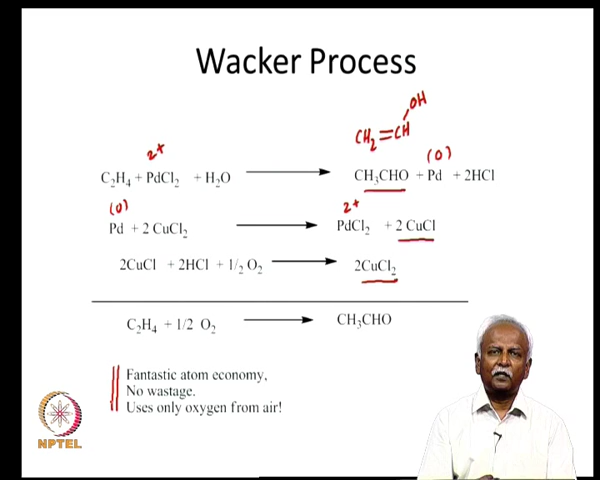 Wacker Process
OH
CH₂=CH
2+ (0)
C₂H₄ + PdCl₂ + H₂O → CH₃CHO + Pd + 2HCl
(0) 2+
Pd + 2 CuCl₂ → PdCl₂ + 2 CuCl
2CuCl + 2HCl + 1/₂ O₂ → 2CuCl₂
C₂H₄ + 1/2 O₂ → CH₃CHO
Fantastic atom economy,
No wastage.
Uses only oxygen from air!
NPTEL